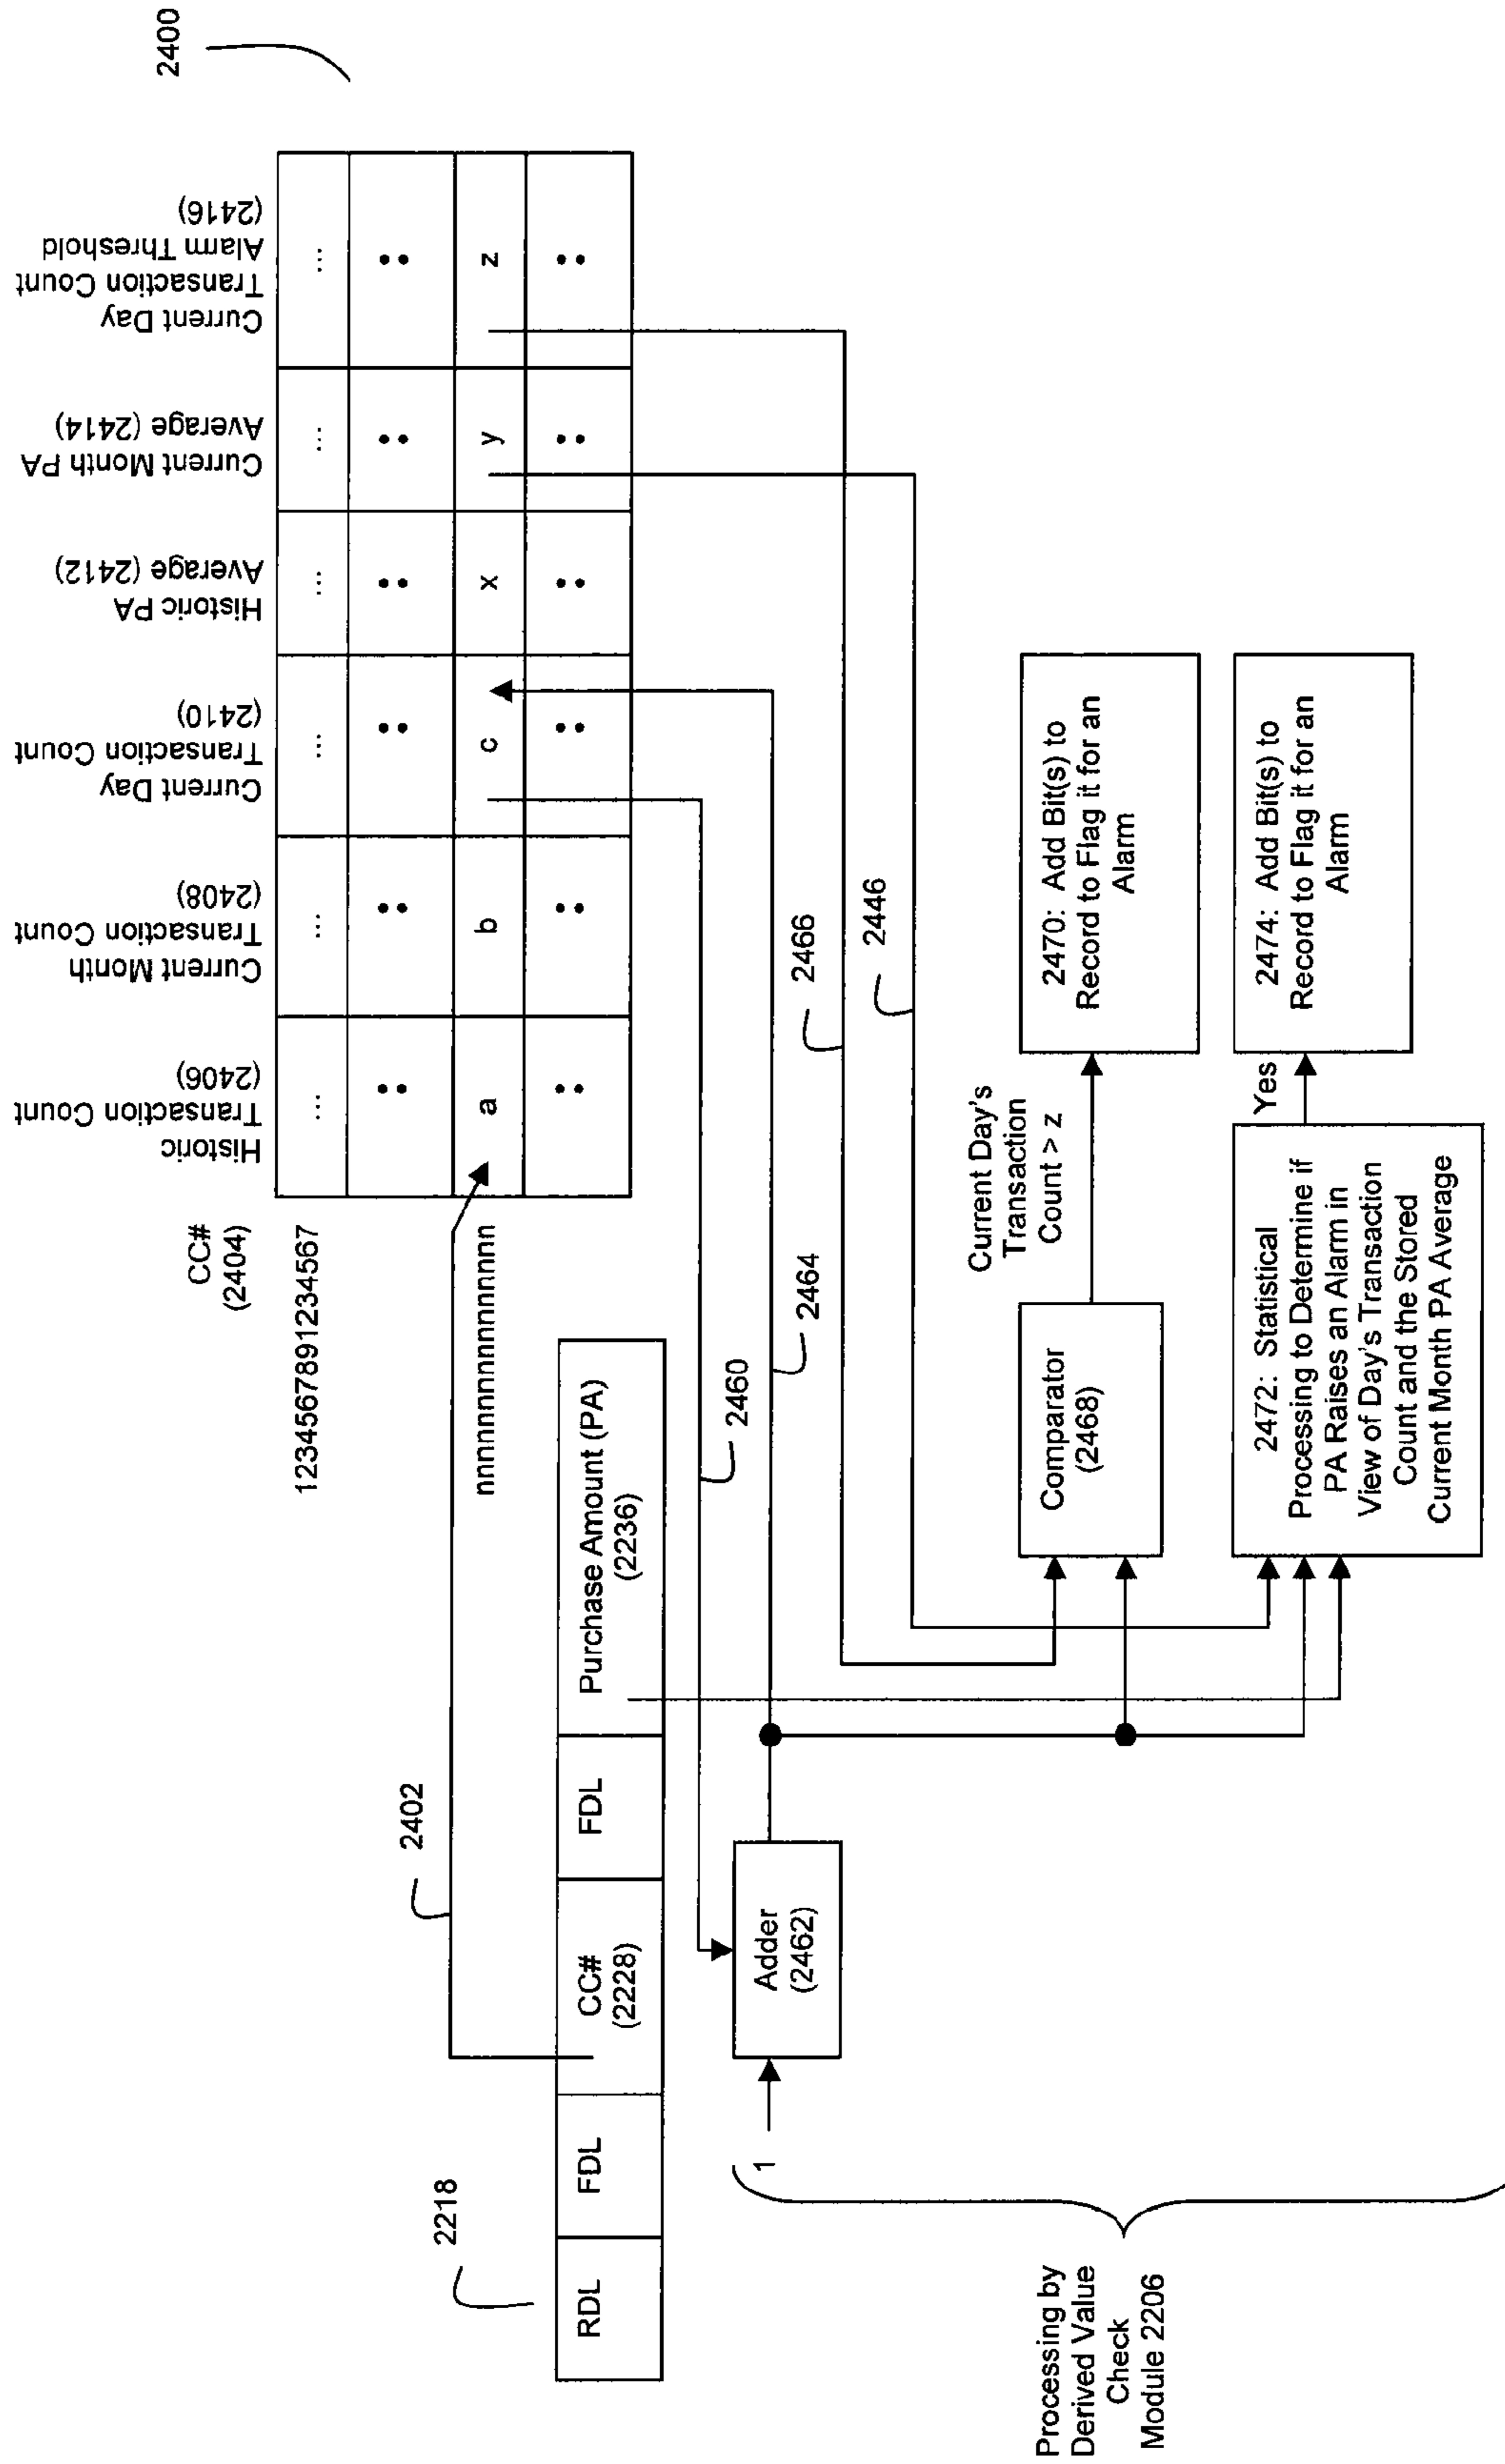 2400
CC#
(2404)
Historic
Transaction Count
(2406)
Current Month
Transaction Count
(2408)
Current Day
Transaction Count
(2410)
Historic PA
Average (2412)
Current Month PA
Average (2414)
Current Day
Transaction Count
Alarm Threshold
(2416)
1234567891234567
...
...
...
...
...
...
nnnnnnnnnnnnnnnn
a
b
c
x
y
z
2402
2218
RDL
FDL
CC#
(2228)
FDL
Purchase Amount (PA)
(2236)
2460
2464
2466
2446
1
Adder
(2462)
Comparator
(2468)
Current Day's
Transaction
Count > z
2470: Add Bit(s) to
Record to Flag it for an
Alarm
2472: Statistical
Processing to Determine if
PA Raises an Alarm in
View of Day's Transaction
Count and the Stored
Current Month PA Average
Yes
2474: Add Bit(s) to
Record to Flag it for an
Alarm
Processing by
Derived Value
Check
Module 2206